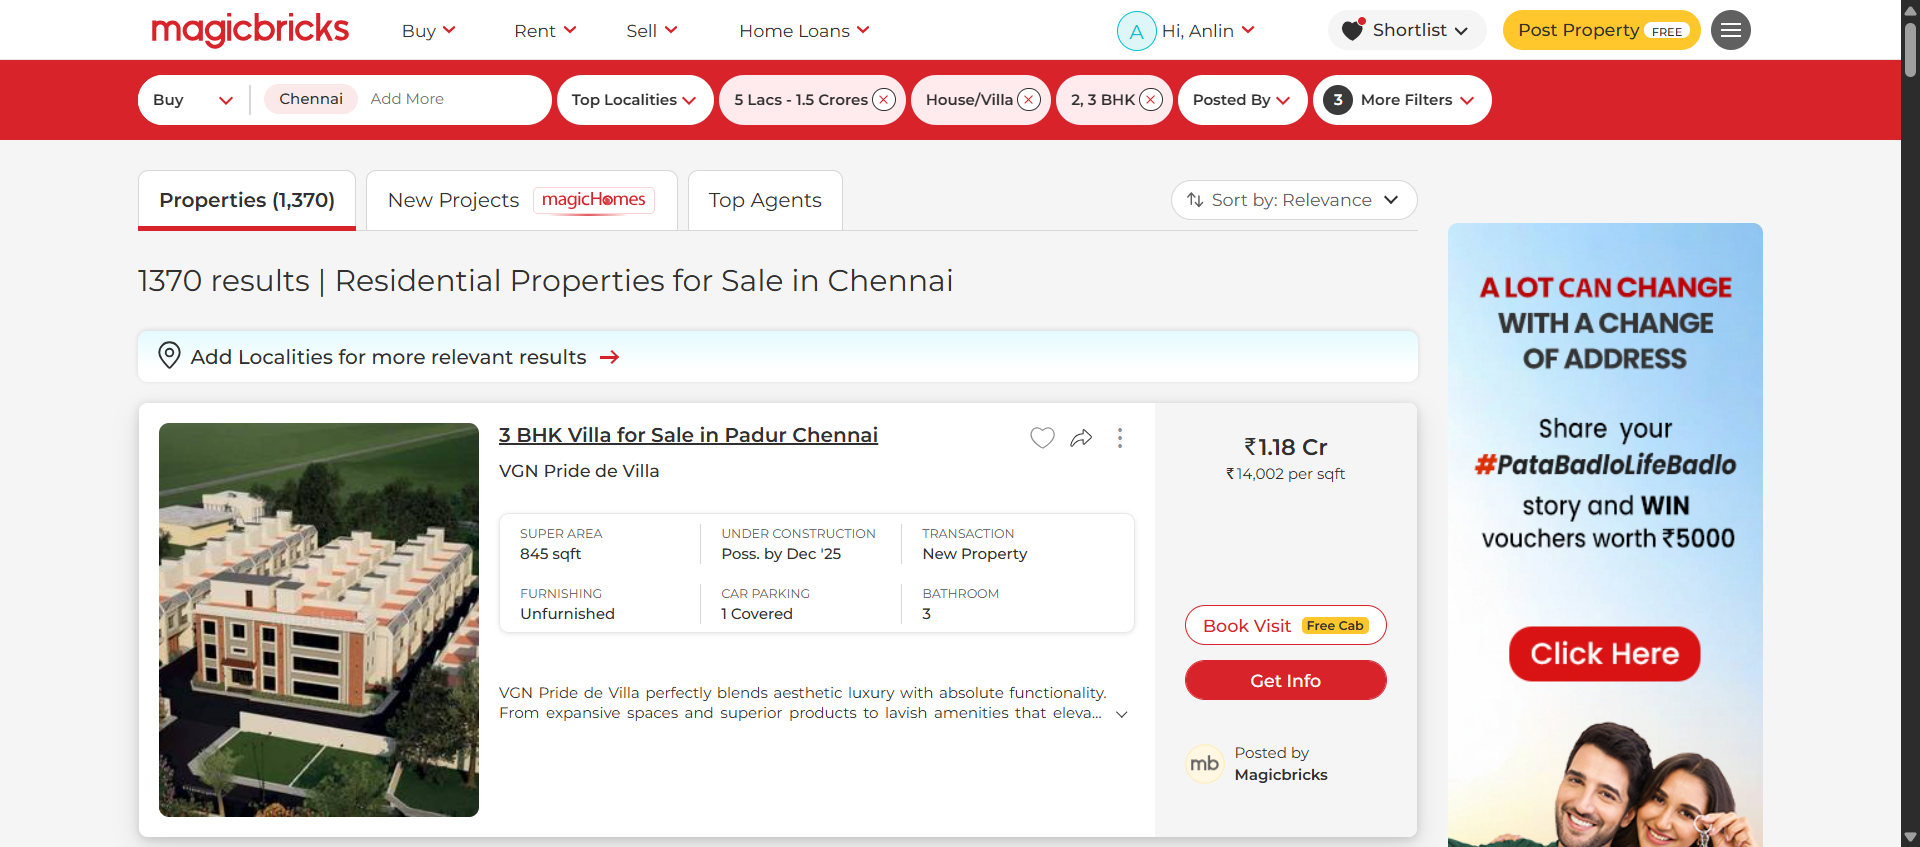 magicbricks
Buy
Rent
Sell
Home Loans
A
Hi, Anlin
Shortlist
Post Property FREE
Buy
Chennai
Add More
Top Localities
5 Lacs - 1.5 Crores
House/Villa
2, 3 BHK
Posted By
3 More Filters
Properties (1,370)
New Projects magicHomes
Top Agents
Sort by: Relevance
1370 results | Residential Properties for Sale in Chennai
Add Localities for more relevant results
3 BHK Villa for Sale in Padur Chennai
VGN Pride de Villa
SUPER AREA
845 sqft
UNDER CONSTRUCTION
Poss. by Dec '25
TRANSACTION
New Property
FURNISHING
Unfurnished
CAR PARKING
1 Covered
BATHROOM
3
VGN Pride de Villa perfectly blends aesthetic luxury with absolute functionality.
From expansive spaces and superior products to lavish amenities that eleva...
₹1.18 Cr
₹14,002 per sqft
Book Visit Free Cab
Get Info
mb
Posted by
Magicbricks
A LOT CAN CHANGE
WITH A CHANGE
OF ADDRESS
Share your
#PataBadloLifeBadlo
story and WIN
vouchers worth ₹5000
Click Here